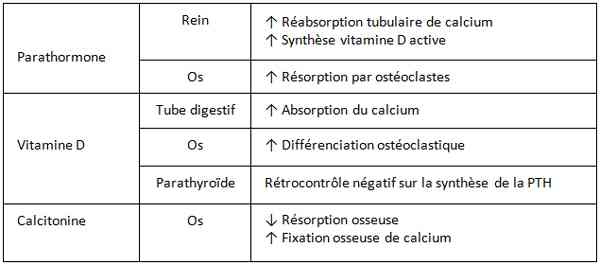 Parathormone
Rein
↑ Réabsorption tubulaire de calcium
↑ Synthèse vitamine D active
Os
↑ Résorption par ostéoclastes
Vitamine D
Tube digestif
↑ Absorption du calcium
Os
↑ Différenciation ostéoclastique
Parathyroïde
Rétrocontrôle négatif sur la synthèse de la PTH
Calcitonine
Os
↓ Résorption osseuse
↑ Fixation osseuse de calcium